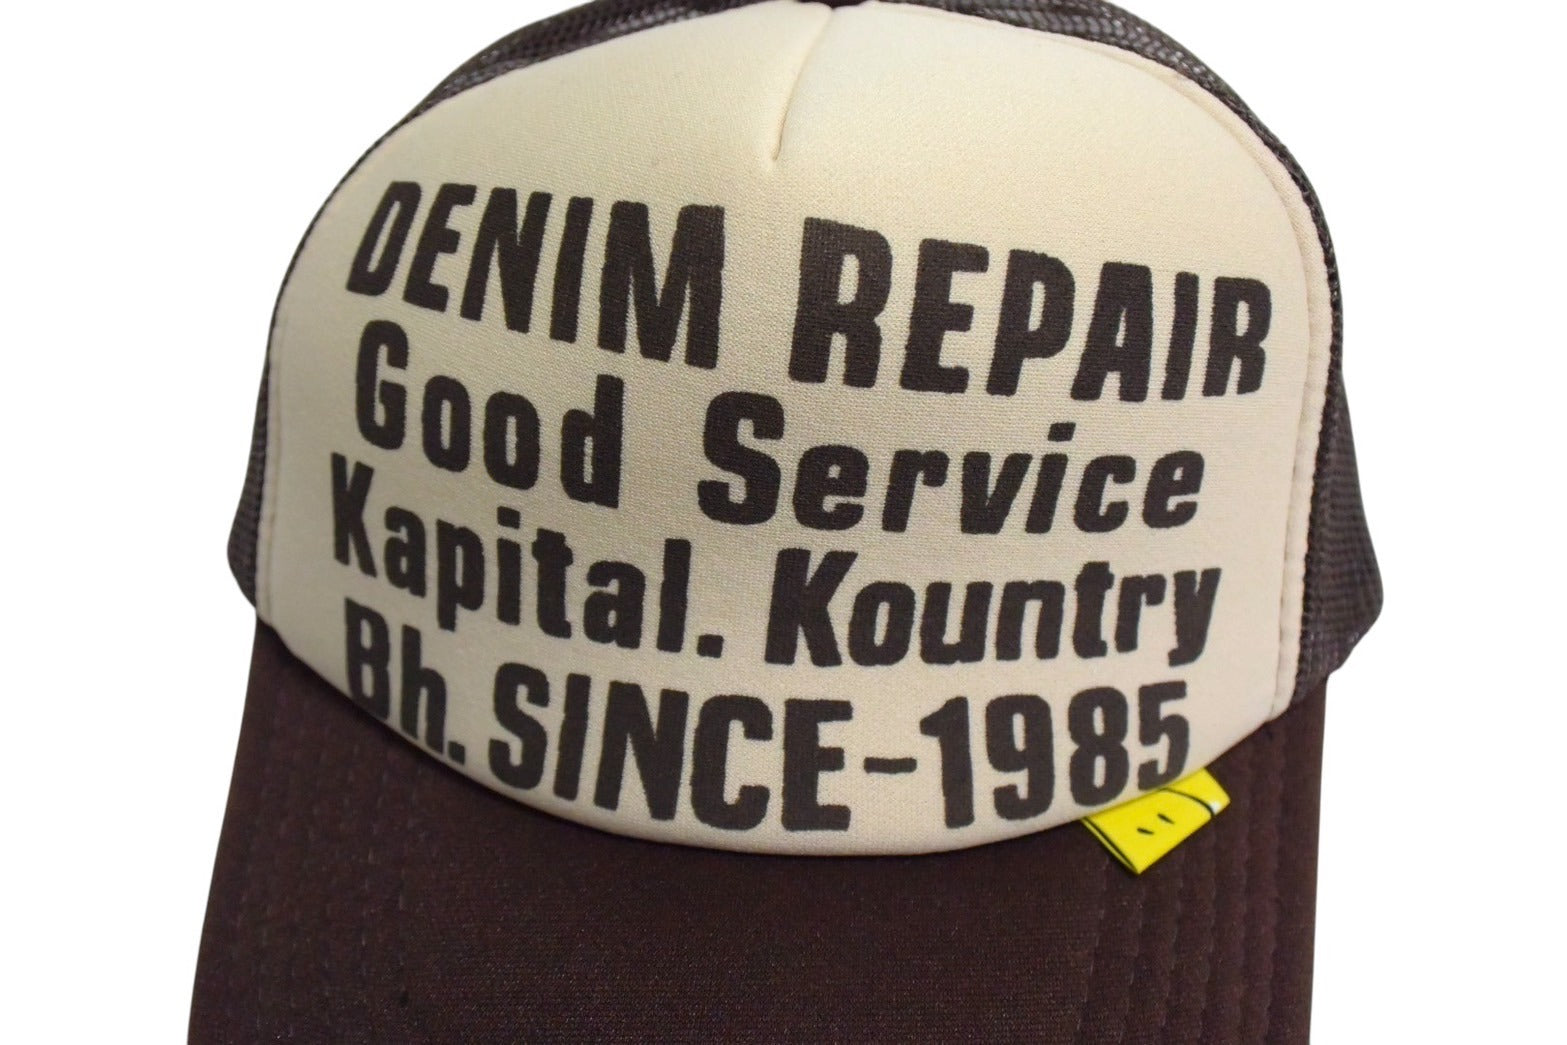 DENIM REPAIR
Good Service
Kapital. Kountry
Bh. SINCE-1985